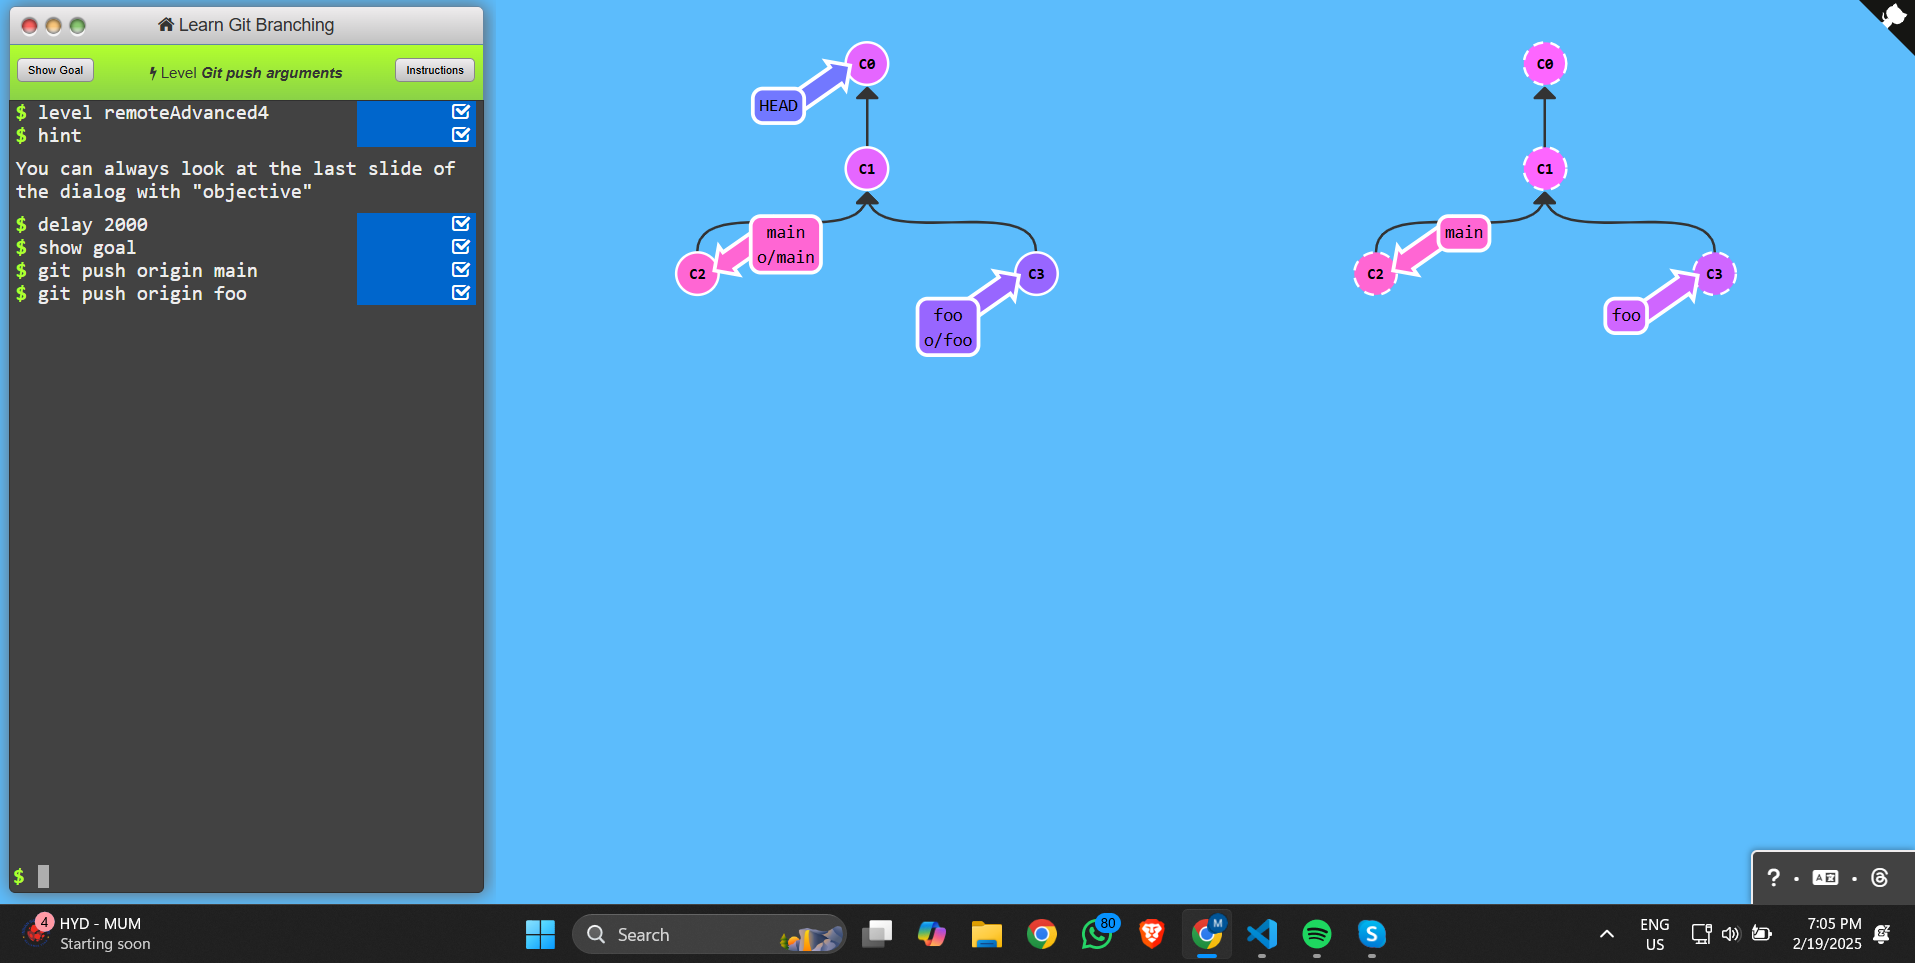 Learn Git Branching
Show Goal
Level Git push arguments
Instructions
$ level remoteAdvanced4
$ hint
You can always look at the last slide of
the dialog with "objective"
$ delay 2000
$ show goal
$ git push origin main
$ git push origin foo
$
C0
HEAD
C1
main
o/main
C2
C3
foo
o/foo
C0
C1
main
C2
C3
foo
?
4
HYD - MUM
Starting soon
Search
80
M
S
ENG
US
7:05 PM
2/19/2025